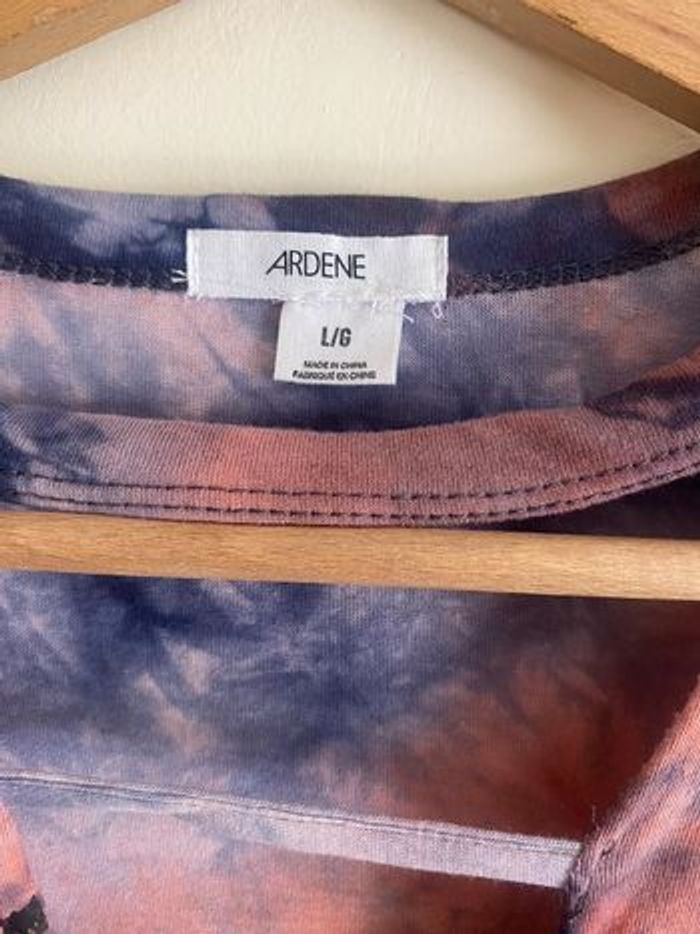 ARDENE
L/G
MADE IN CHINA
FABRIQUÉ EN CHINE